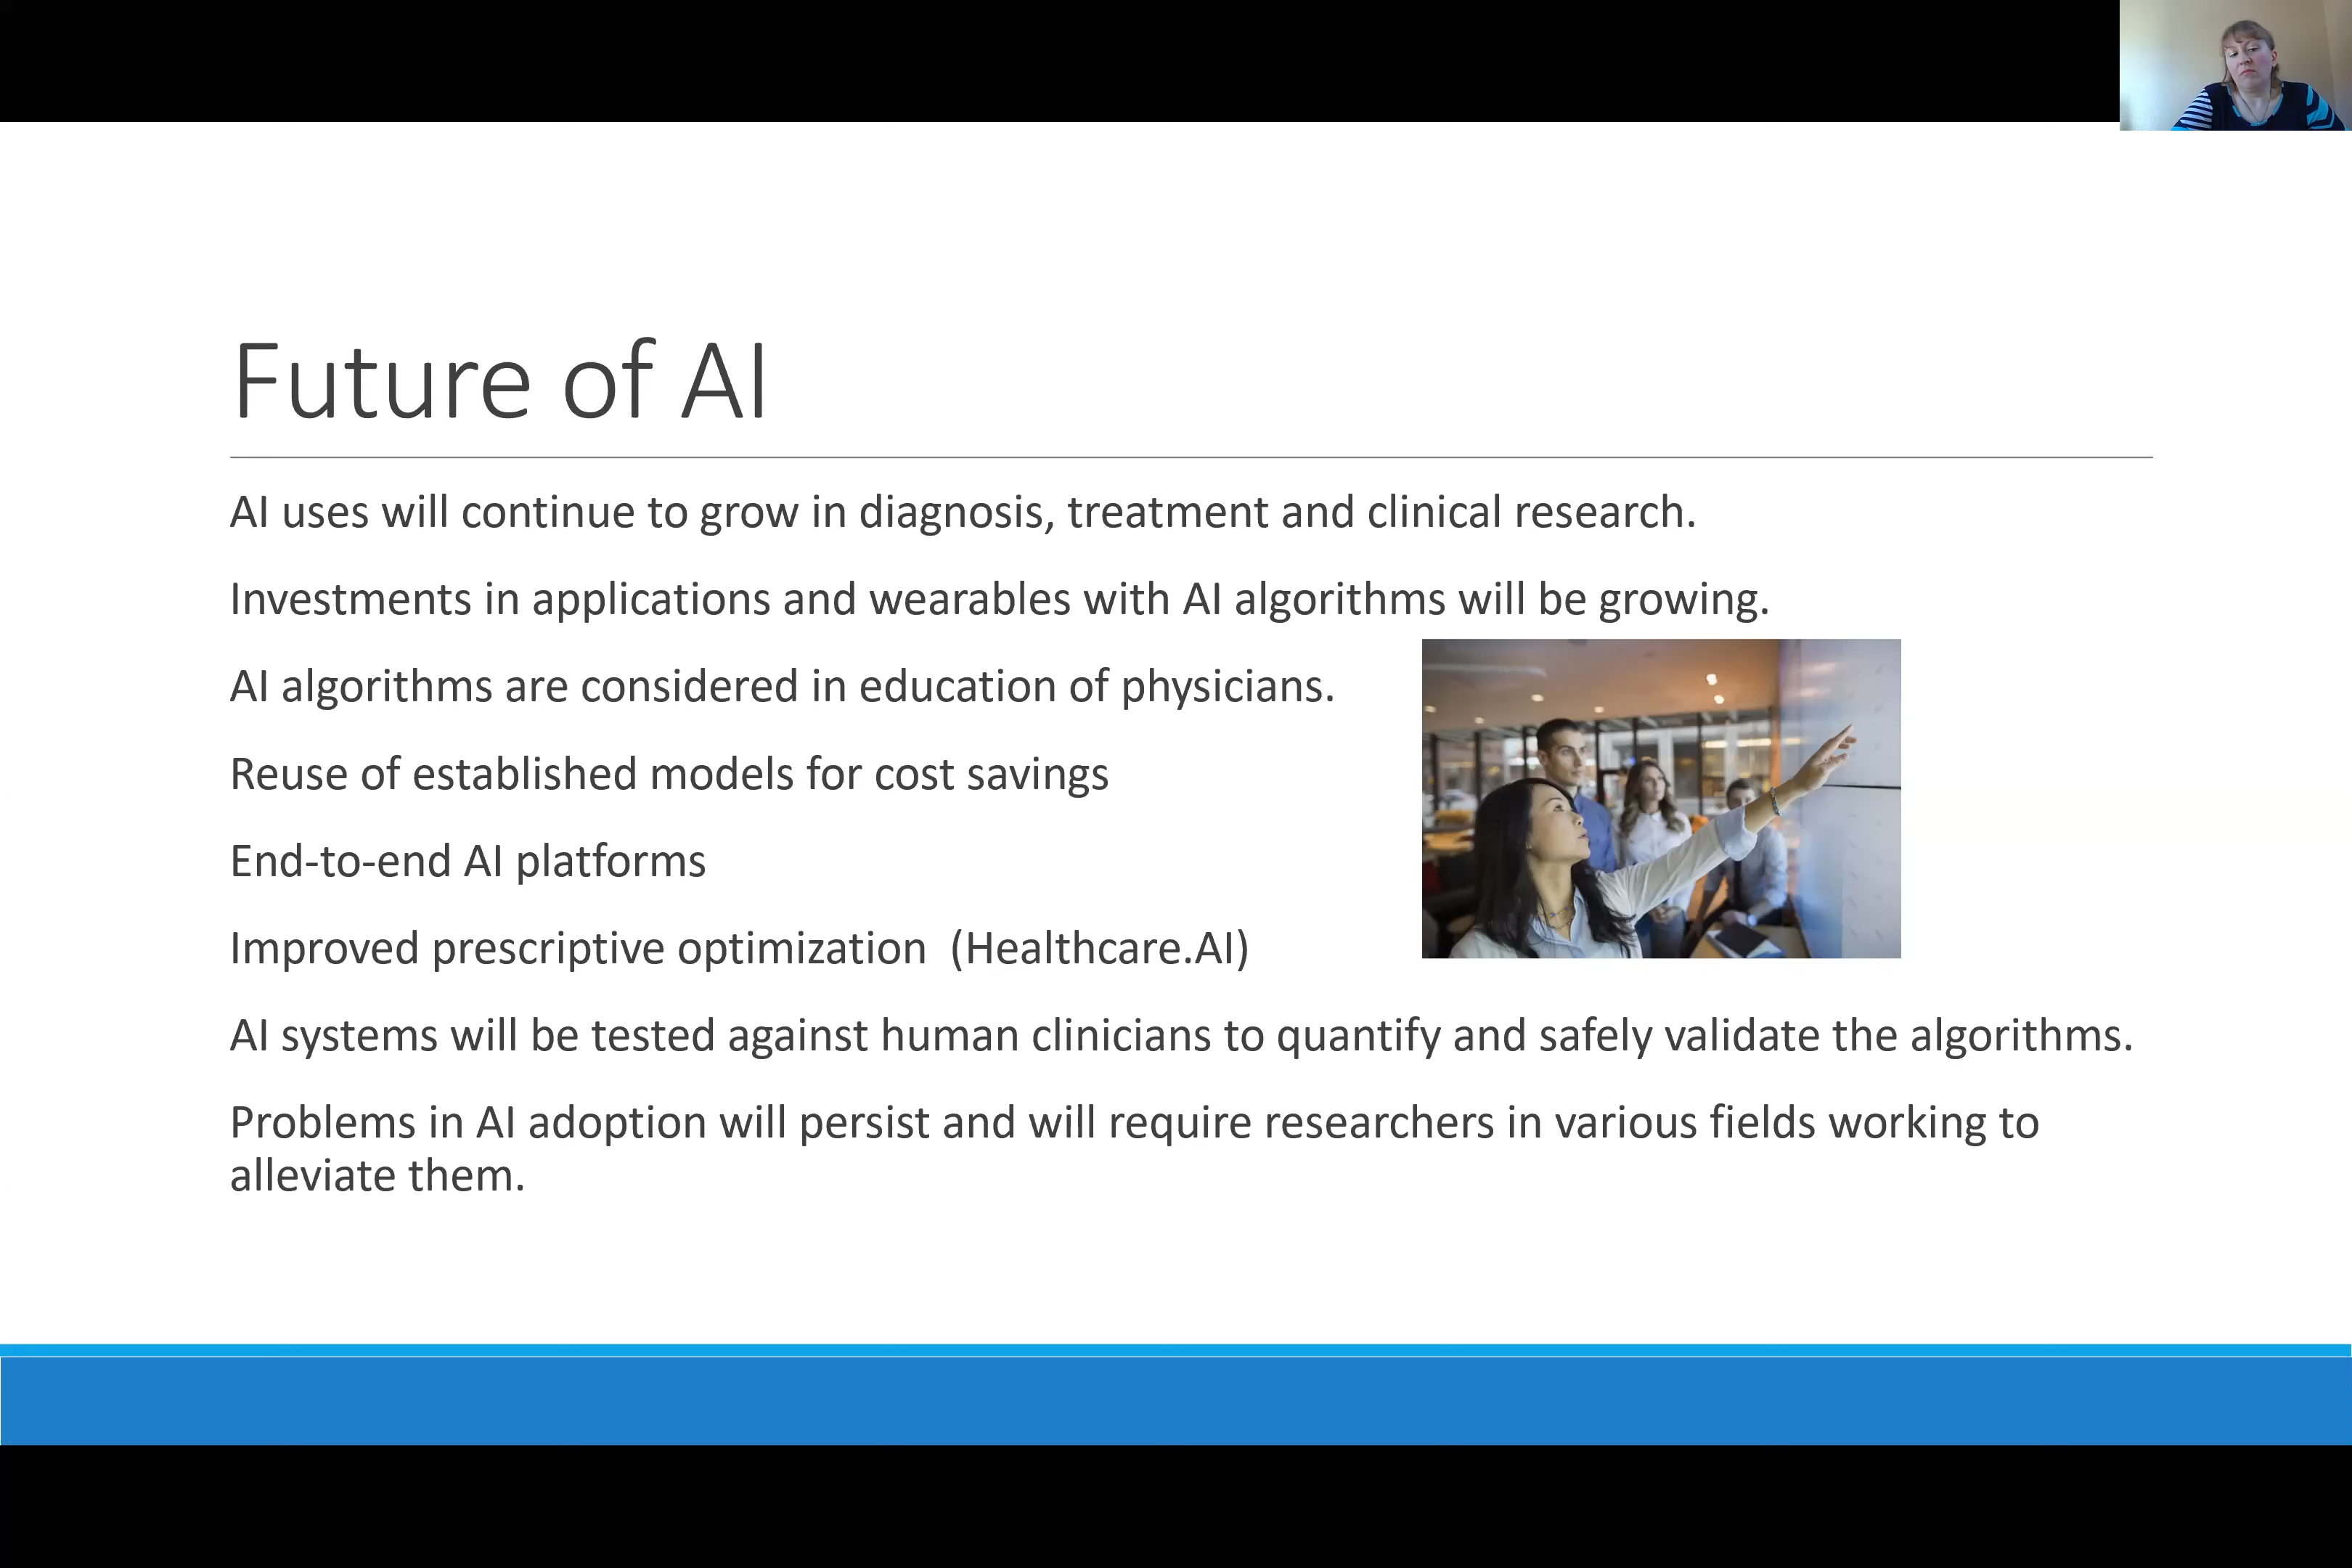 Future of AI
AI uses will continue to grow in diagnosis, treatment and clinical research.
Investments in applications and wearables with AI algorithms will be growing.
AI algorithms are considered in education of physicians.
Reuse of established models for cost savings
End-to-end AI platforms
Improved prescriptive optimization  (Healthcare.AI)
AI systems will be tested against human clinicians to quantify and safely validate the algorithms.
Problems in AI adoption will persist and will require researchers in various fields working to
alleviate them.